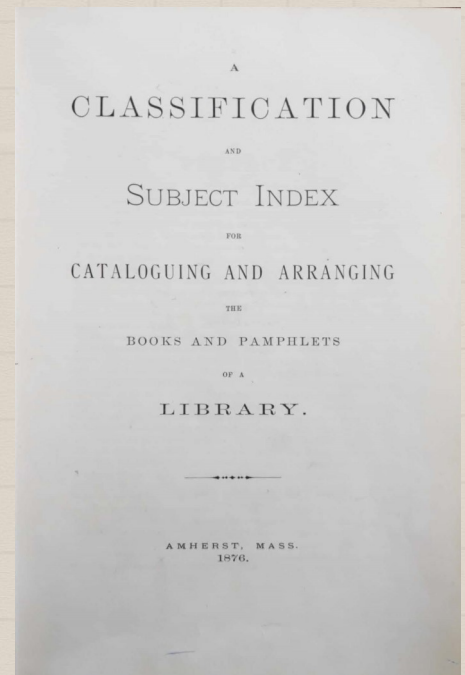 A
CLASSIFICATION
AND
SUBJECT INDEX
FOR
CATALOGUING AND ARRANGING
THE
BOOKS AND PAMPHLETS
OF A
LIBRARY.
AMHERST, MASS.
1876.